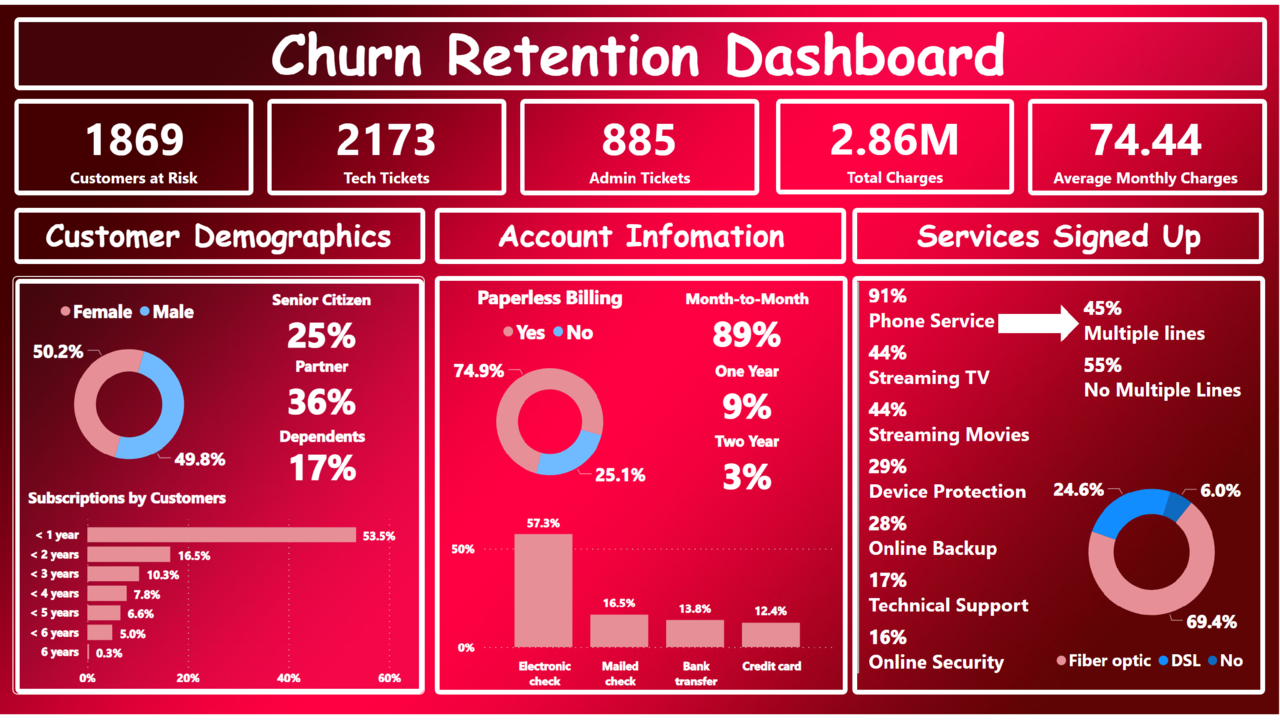 Churn Retention Dashboard
1869
Customers at Risk
2173
Tech Tickets
885
Admin Tickets
2.86M
Total Charges
74.44
Average Monthly Charges
Customer Demographics
Female Male
50.2%
49.8%
Senior Citizen
25%
Partner
36%
Dependents
17%
Subscriptions by Customers
< 1 year 53.5%
< 2 years 16.5%
< 3 years 10.3%
< 4 years 7.8%
< 5 years 6.6%
< 6 years 5.0%
6 years 0.3%
0% 20% 40% 60%
Account Infomation
Paperless Billing
Yes No
74.9%
25.1%
Month-to-Month
89%
One Year
9%
Two Year
3%
57.3%
50%
16.5%
13.8%
12.4%
0%
Electronic
check
Mailed
check
Bank
transfer
Credit card
Services Signed Up
91%
Phone Service
44%
Streaming TV
44%
Streaming Movies
29%
Device Protection
28%
Online Backup
17%
Technical Support
16%
Online Security
45%
Multiple lines
55%
No Multiple Lines
24.6%
6.0%
69.4%
Fiber optic DSL No